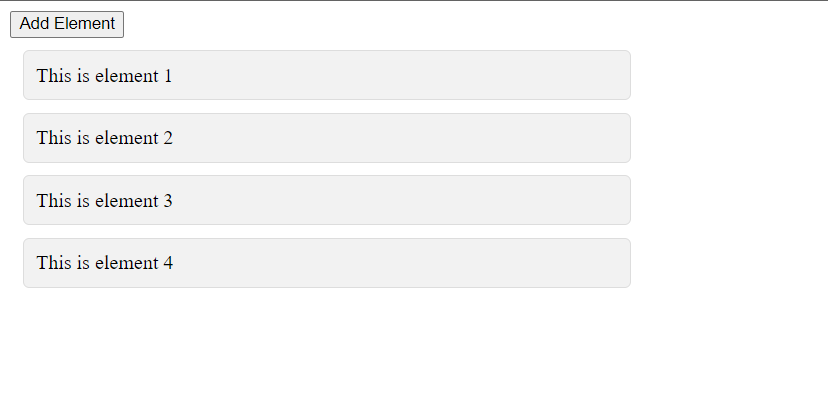 Add Element
This is element 1
This is element 2
This is element 3
This is element 4